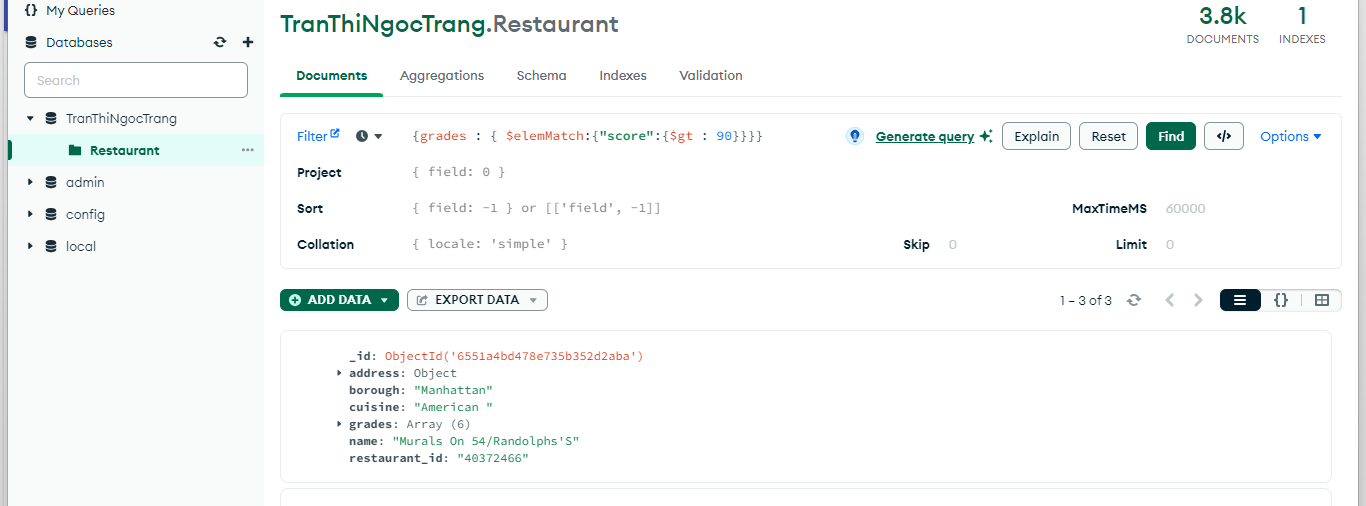 My Queries
Databases
Search
TranThiNgocTrang
Restaurant
admin
config
local
TranThiNgocTrang.Restaurant
3.8k
DOCUMENTS
1
INDEXES
Documents Aggregations Schema Indexes Validation
Filter {grades : { $elemMatch:{"score":{$gt : 90}}}} Generate query Explain Reset Find </> Options
Project { field: 0 }
Sort { field: -1 } or [['field', -1]] MaxTimeMS 60000
Collation { locale: 'simple' } Skip 0 Limit 0
ADD DATA EXPORT DATA 1 – 3 of 3 {}
_id: ObjectId('6551a4bd478e735b352d2aba')
address: Object
borough: "Manhattan"
cuisine: "American "
grades: Array (6)
name: "Murals On 54/Randolphs'S"
restaurant_id: "40372466"